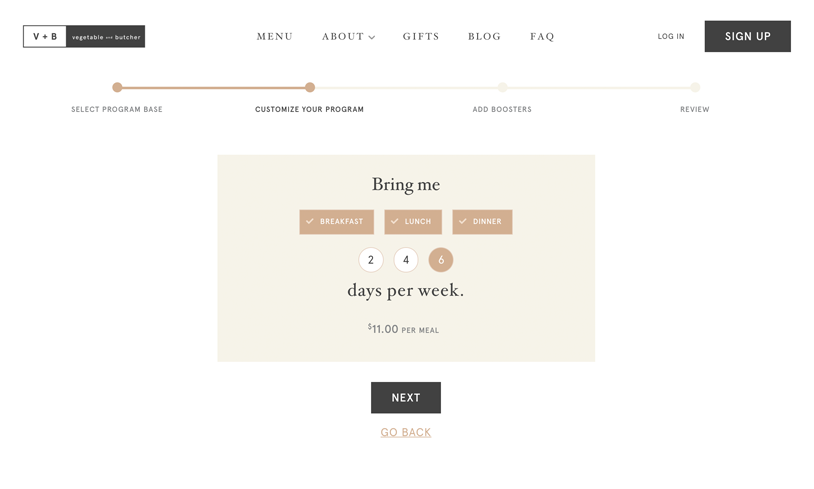 V + B vegetable and butcher
MENU ABOUT GIFTS BLOG FAQ
LOG IN SIGN UP
SELECT PROGRAM BASE CUSTOMIZE YOUR PROGRAM ADD BOOSTERS REVIEW
Bring me
BREAKFAST LUNCH DINNER
2 4 6
days per week.
$11.00 PER MEAL
NEXT
GO BACK